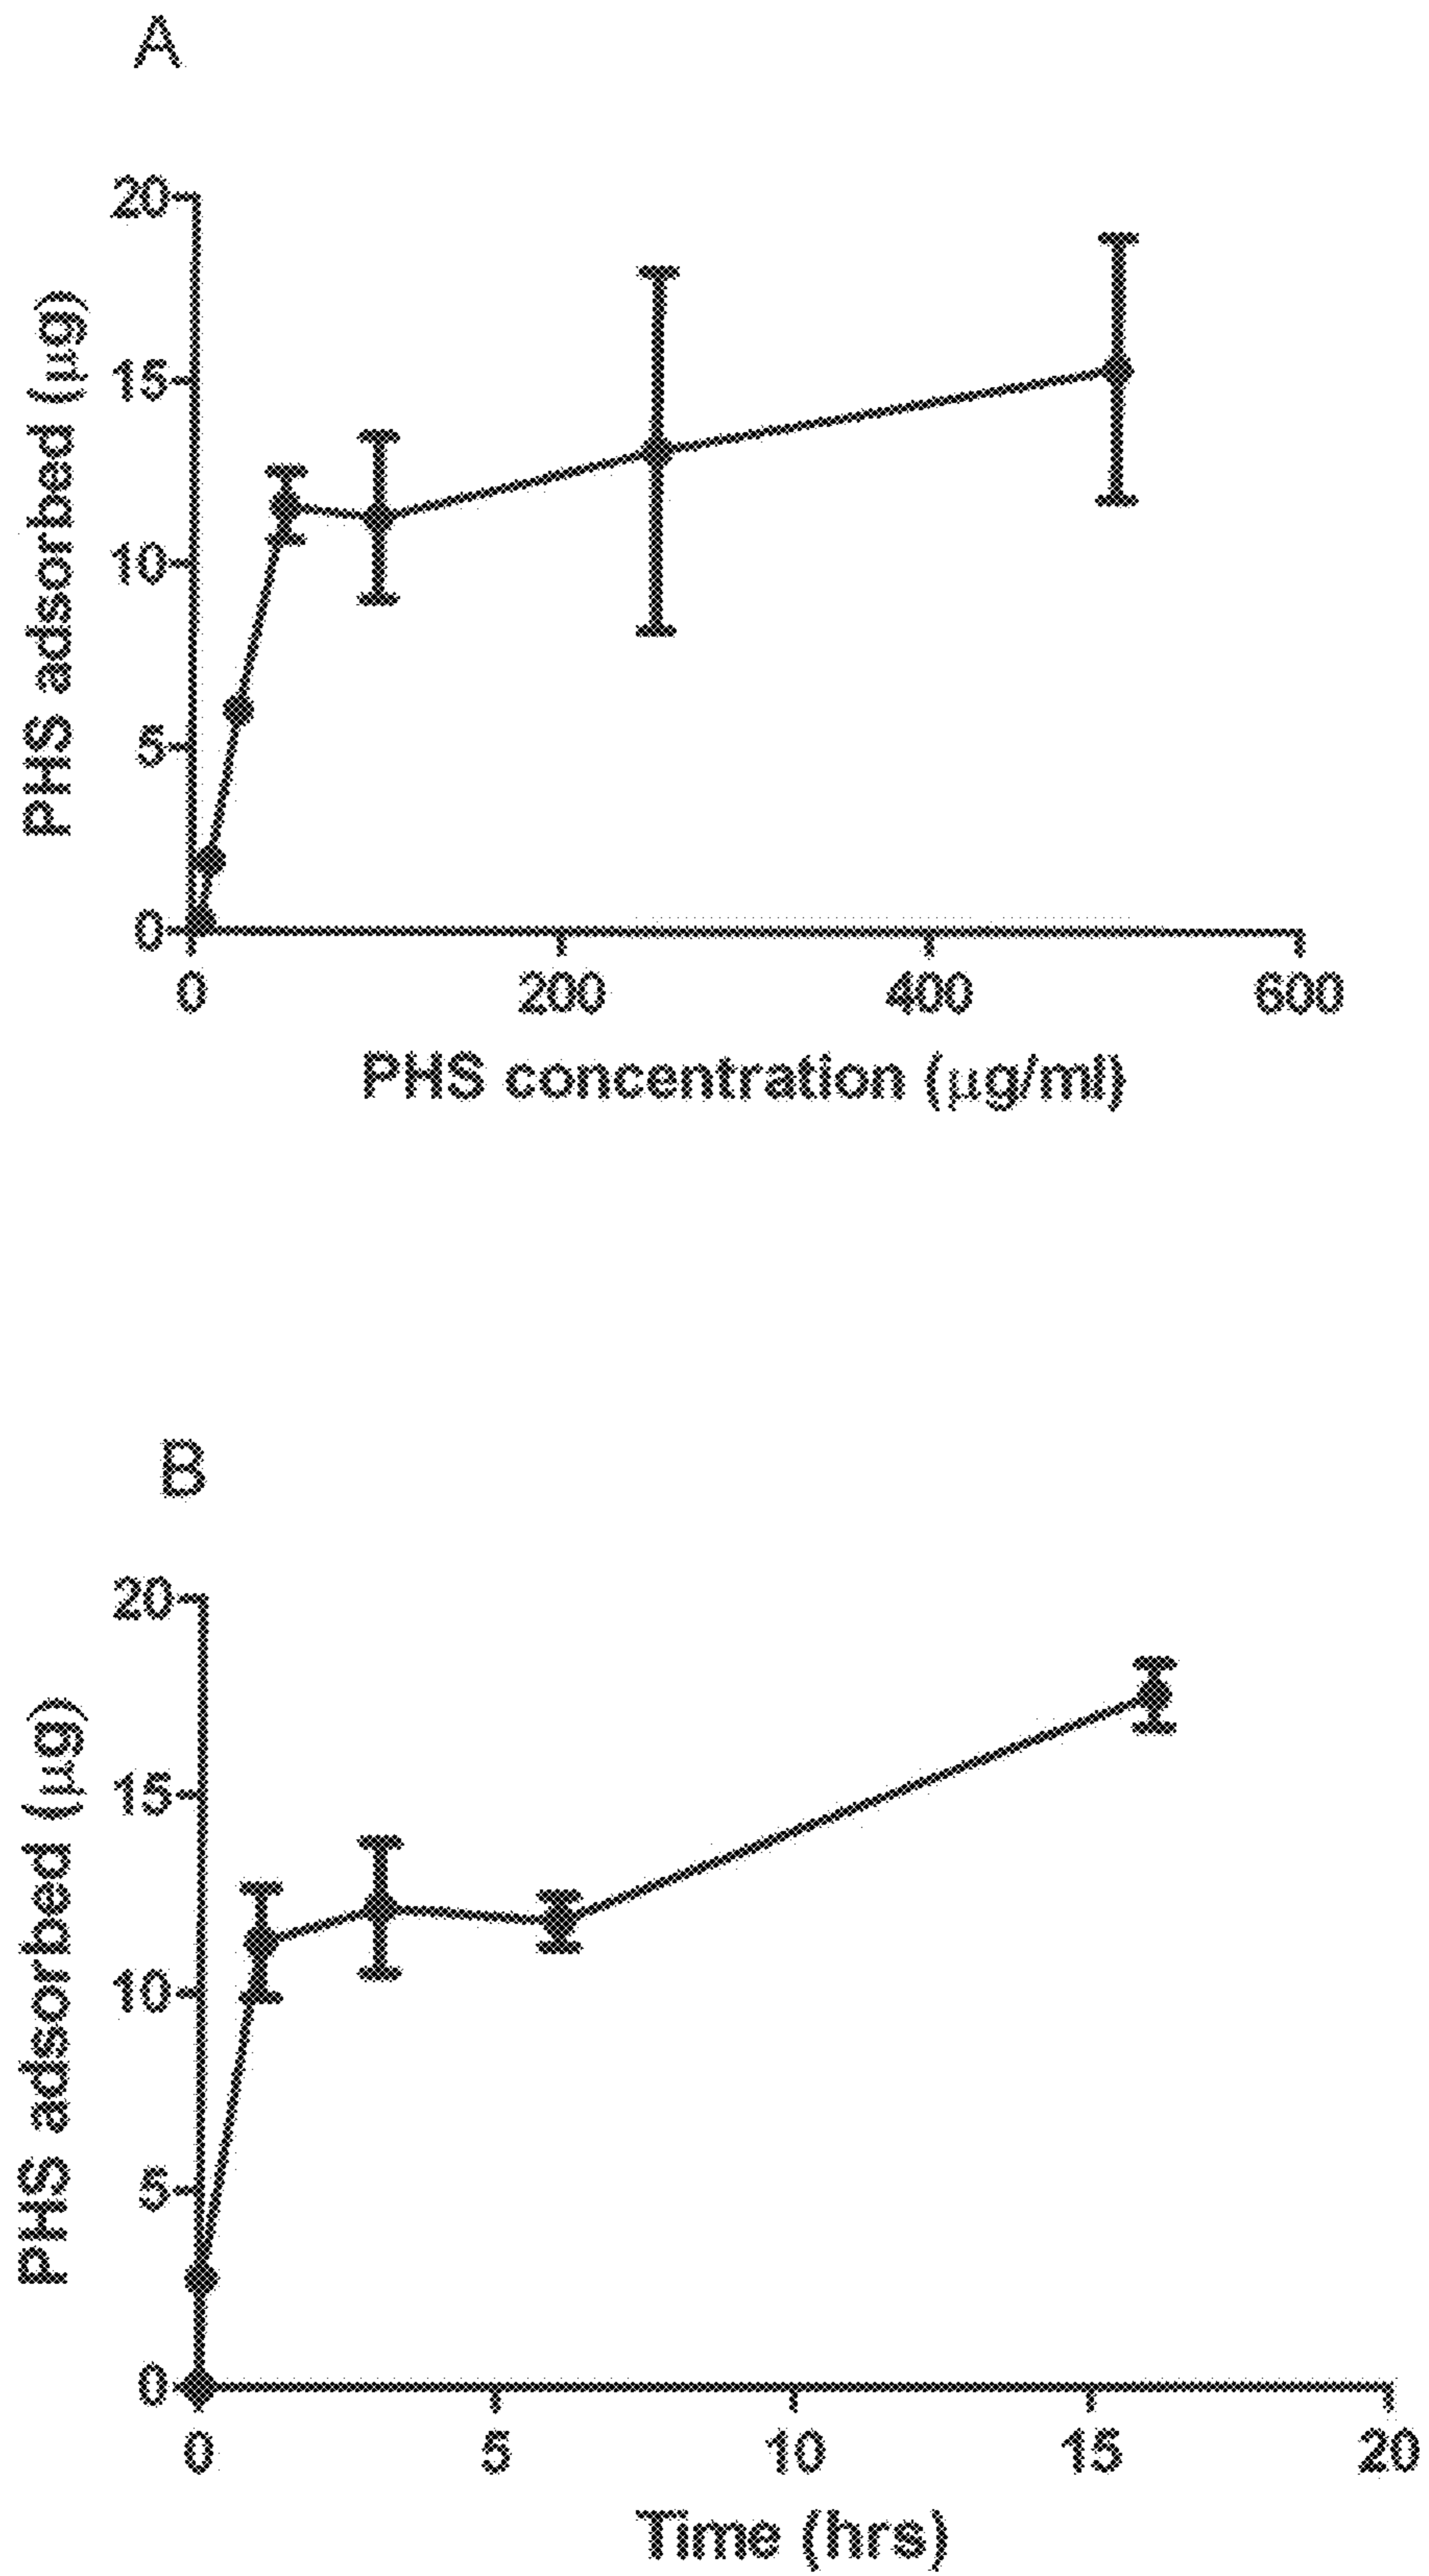 A
20
15
10
5
0
PHS adsorbed (μg)
0 200 400 600
PHS concentration (μg/ml)
B
20
15
10
5
0
PHS adsorbed (μg)
0 5 10 15 20
Time (hrs)